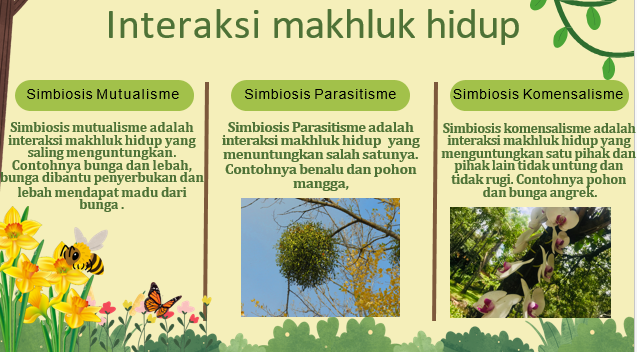 Interaksi makhluk hidup
Simbiosis Mutualisme
Simbiosis mutualisme adalah
interaksi makhluk hidup yang
saling menguntungkan.
Contohnya bunga dan lebah,
bunga dibantu penyerbukan dan
lebah mendapat madu dari
bunga .
Simbiosis Parasitisme
Simbiosis Parasitisme adalah
interaksi makhluk hidup yang
menuntungkan salah satunya.
Contohnya benalu dan pohon
mangga,
Simbiosis Komensalisme
Simbiosis komensalisme adalah
interaksi makhluk hidup yang
menguntungkan satu pihak dan
pihak lain tidak untung dan
tidak rugi. Contohnya pohon
dan bunga angrek.